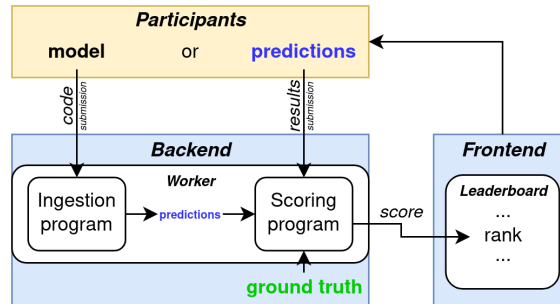 Participants
model or predictions
code
submission
results
submission
Backend
Worker
Ingestion
program
predictions
Scoring
program
ground truth
score
Frontend
Leaderboard
...
rank
...